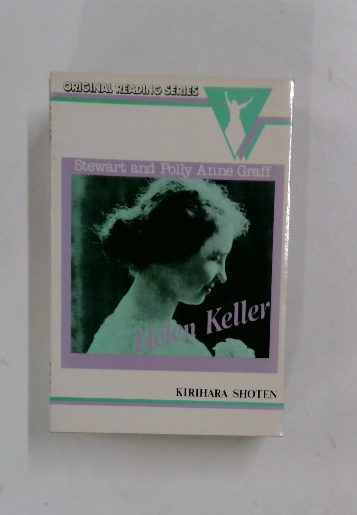 ORIGINAL READING SERIES
Stewart and Polly Anne Graff
Helen Keller
KIRIHARA SHOTEN